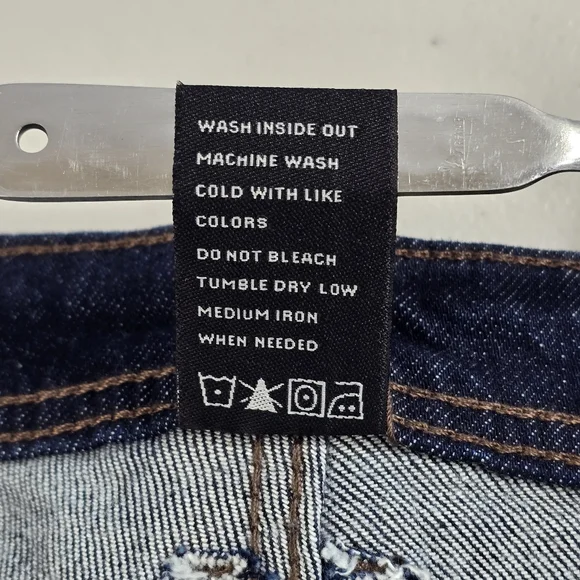 WASH INSIDE OUT
MACHINE WASH
COLD WITH LIKE
COLORS
DO NOT BLEACH
TUMBLE DRY LOW
MEDIUM IRON
WHEN NEEDED